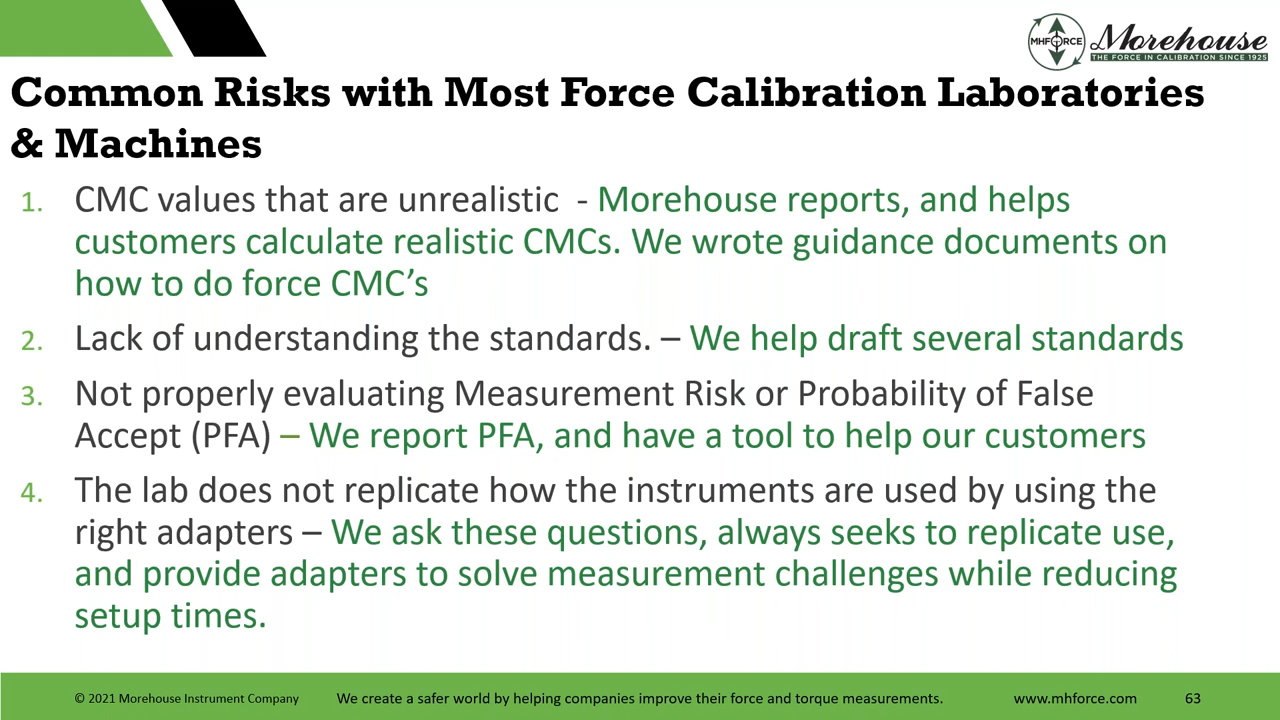 MHFORCE
Morehouse
THE FORCE IN CALIBRATION SINCE 1925
Common Risks with Most Force Calibration Laboratories
& Machines
1. CMC values that are unrealistic - Morehouse reports, and helps
customers calculate realistic CMCs. We wrote guidance documents on
how to do force CMC’s
2. Lack of understanding the standards. – We help draft several standards
3. Not properly evaluating Measurement Risk or Probability of False
Accept (PFA) – We report PFA, and have a tool to help our customers
4. The lab does not replicate how the instruments are used by using the
right adapters – We ask these questions, always seeks to replicate use,
and provide adapters to solve measurement challenges while reducing
setup times.
© 2021 Morehouse Instrument Company We create a safer world by helping companies improve their force and torque measurements. www.mhforce.com 63